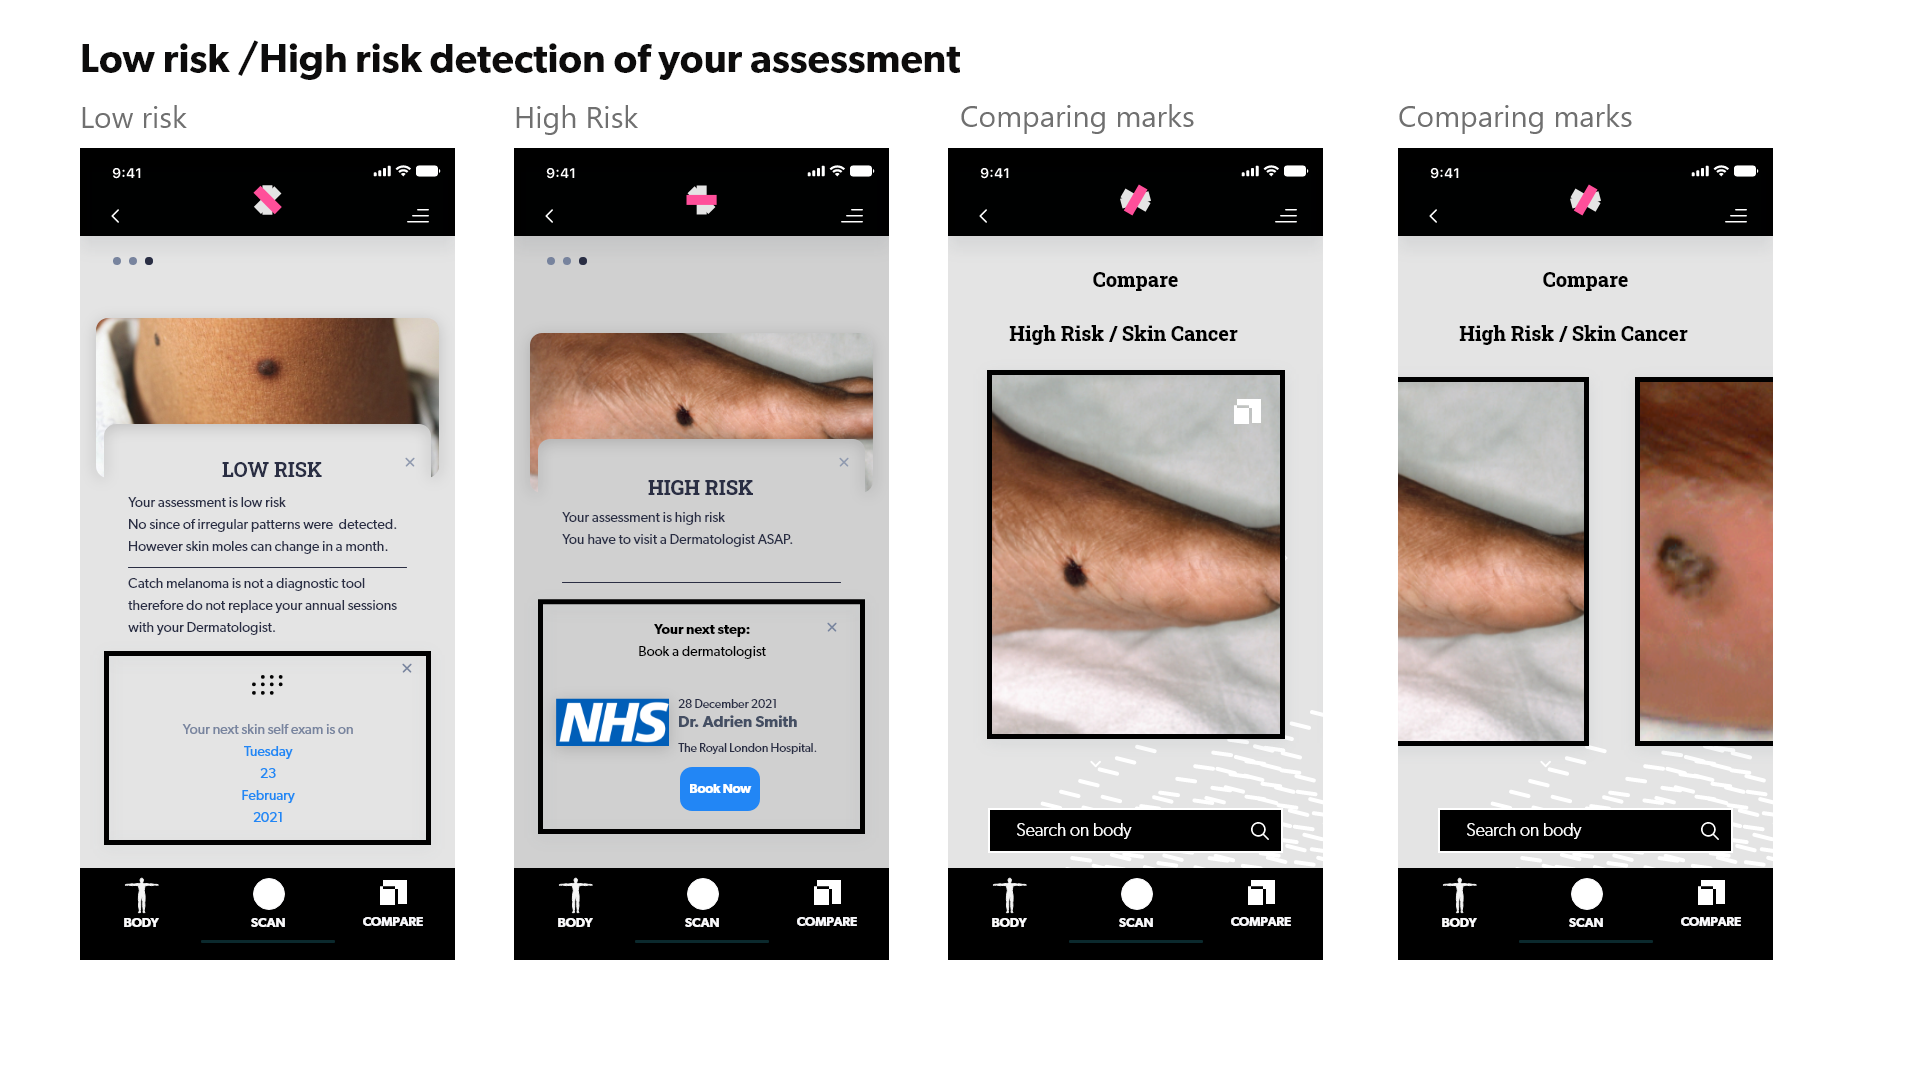 Low risk /High risk detection of your assessment
Low risk
High Risk
Comparing marks
Comparing marks
9:41
LOW RISK
Your assessment is low risk
No since of irregular patterns were  detected.
However skin moles can change in a month.
Catch melanoma is not a diagnostic tool
therefore do not replace your annual sessions
with your Dermatologist.
Your next skin self exam is on
Tuesday
23
February
2021
BODY
SCAN
COMPARE
9:41
HIGH RISK
Your assessment is high risk
You have to visit a Dermatologist ASAP.
Your next step:
Book a dermatologist
NHS
28 December 2021
Dr. Adrien Smith
The Royal London Hospital.
Book Now
BODY
SCAN
COMPARE
9:41
Compare
High Risk / Skin Cancer
Search on body
BODY
SCAN
COMPARE
9:41
Compare
High Risk / Skin Cancer
Search on body
BODY
SCAN
COMPARE